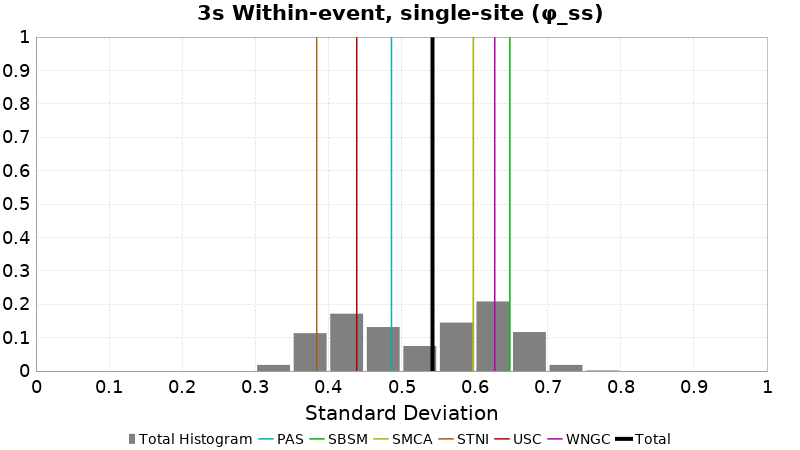 3s Within-event, single-site (φ_ss)
1
0.9
0.8
0.7
0.6
0.5
0.4
0.3
0.2
0.1
0
0 0.1 0.2 0.3 0.4 0.5 0.6 0.7 0.8 0.9 1
Standard Deviation
Total Histogram PAS SBSM SMCA STNI USC WNGC Total